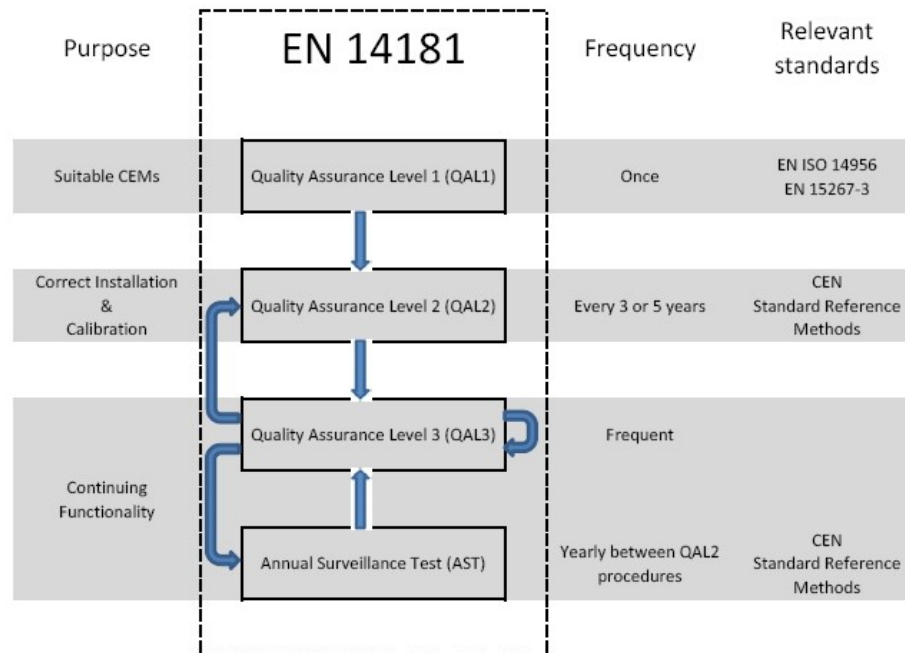 Purpose
EN 14181
Frequency
Relevant
standards
Suitable CEMs
Quality Assurance Level 1 (QAL1)
Once
EN ISO 14956
EN 15267-3
Correct Installation
&
Calibration
Quality Assurance Level 2 (QAL2)
Every 3 or 5 years
CEN
Standard Reference
Methods
Continuing
Functionality
Quality Assurance Level 3 (QAL3)
Frequent
Annual Surveillance Test (AST)
Yearly between QAL2
procedures
CEN
Standard Reference
Methods